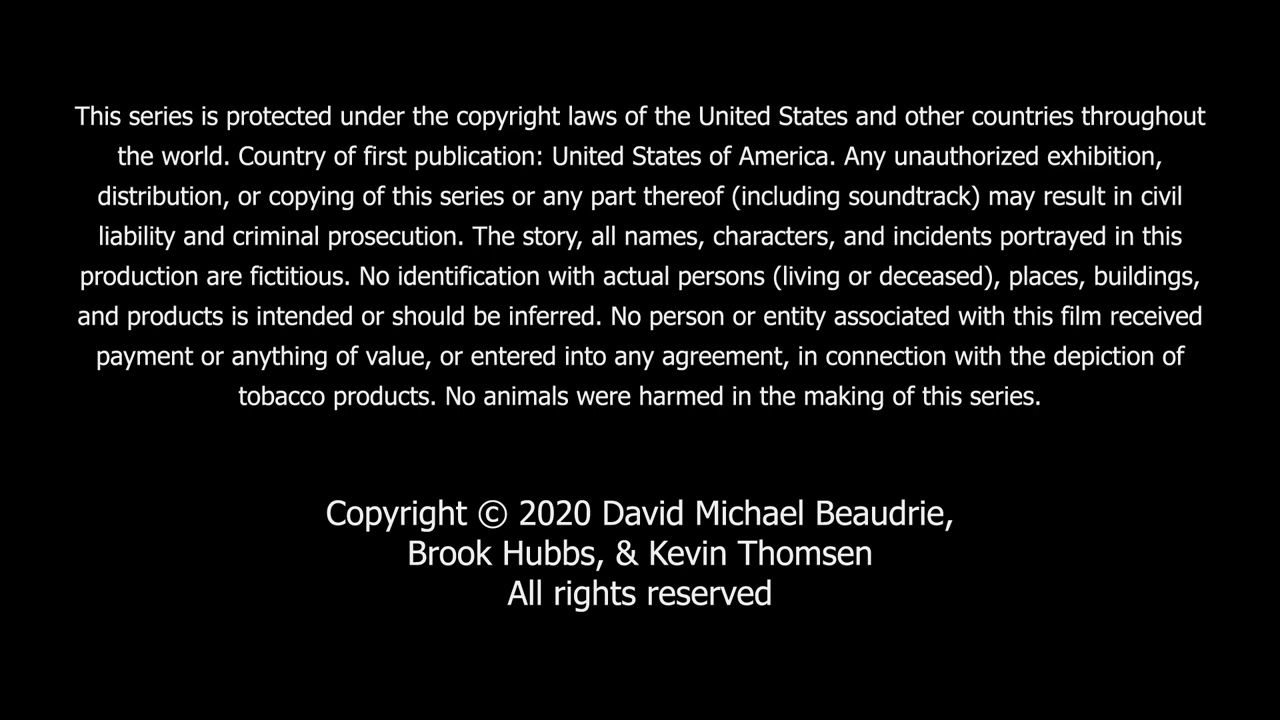 This series is protected under the copyright laws of the United States and other countries throughout
the world. Country of first publication: United States of America. Any unauthorized exhibition,
distribution, or copying of this series or any part thereof (including soundtrack) may result in civil
liability and criminal prosecution. The story, all names, characters, and incidents portrayed in this
production are fictitious. No identification with actual persons (living or deceased), places, buildings,
and products is intended or should be inferred. No person or entity associated with this film received
payment or anything of value, or entered into any agreement, in connection with the depiction of
tobacco products. No animals were harmed in the making of this series.
Copyright © 2020 David Michael Beaudrie,
Brook Hubbs, & Kevin Thomsen
All rights reserved